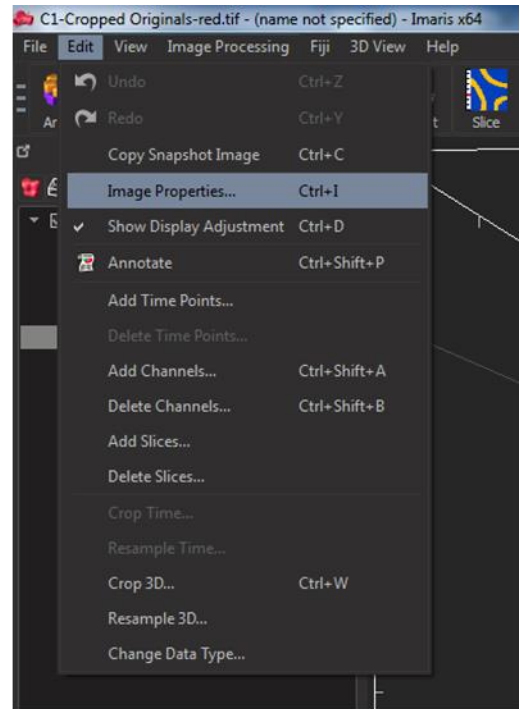 C1-Cropped Originals-red.tif - (name not specified) - Imaris x64
File Edit View Image Processing Fiji 3D View Help
Undo Ctrl+Z
Redo Ctrl+Y
Slice
Copy Snapshot Image Ctrl+C
Image Properties... Ctrl+I
Show Display Adjustment Ctrl+D
Annotate Ctrl+Shift+P
Add Time Points...
Delete Time Points...
Add Channels... Ctrl+Shift+A
Delete Channels... Ctrl+Shift+B
Add Slices...
Delete Slices...
Crop Time...
Resample Time...
Crop 3D... Ctrl+W
Resample 3D...
Change Data Type...